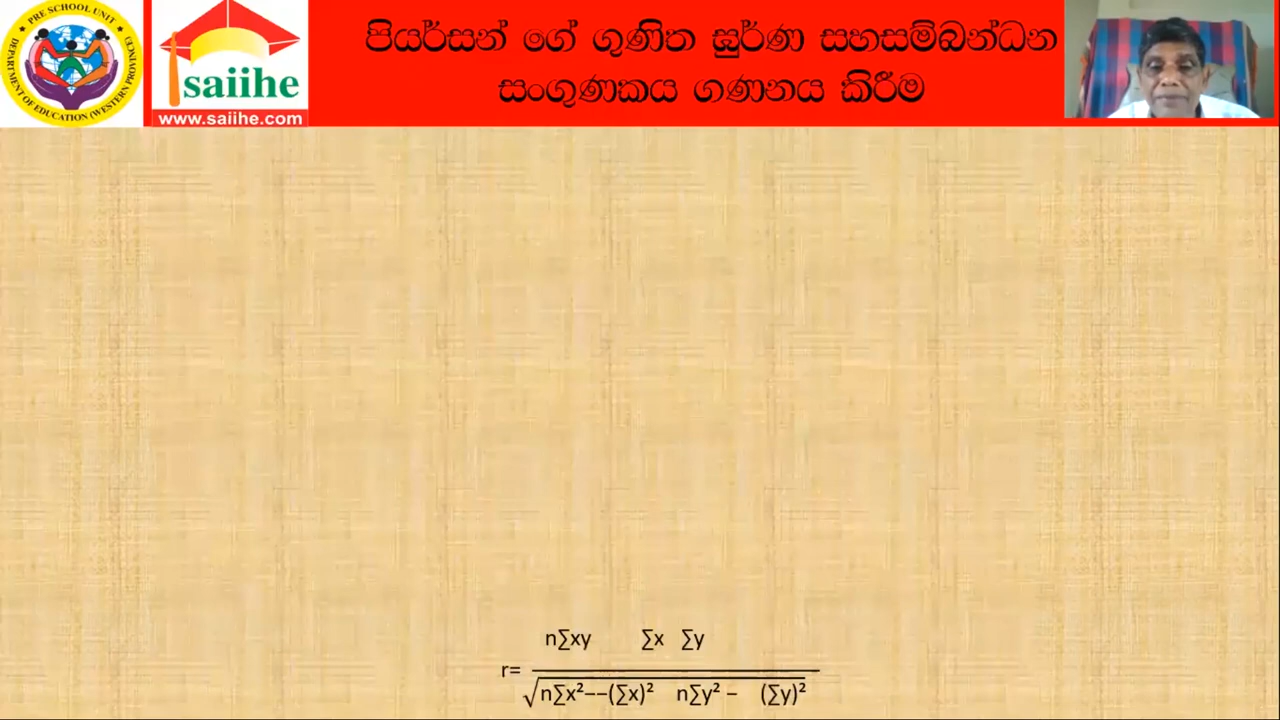 PRE SCHOOL UNIT
DEPARTMENT OF EDUCATION (WESTERN PROVINCE)
saiihe
www.saiihe.com
පියර්සන් ගේ ගුණිත ඝුර්ණ සහසම්බන්ධන
සංගුණකය ගණනය කිරීම
n∑xy ∑x ∑y
r=
√n∑x²––(∑x)² n∑y² – (∑y)²